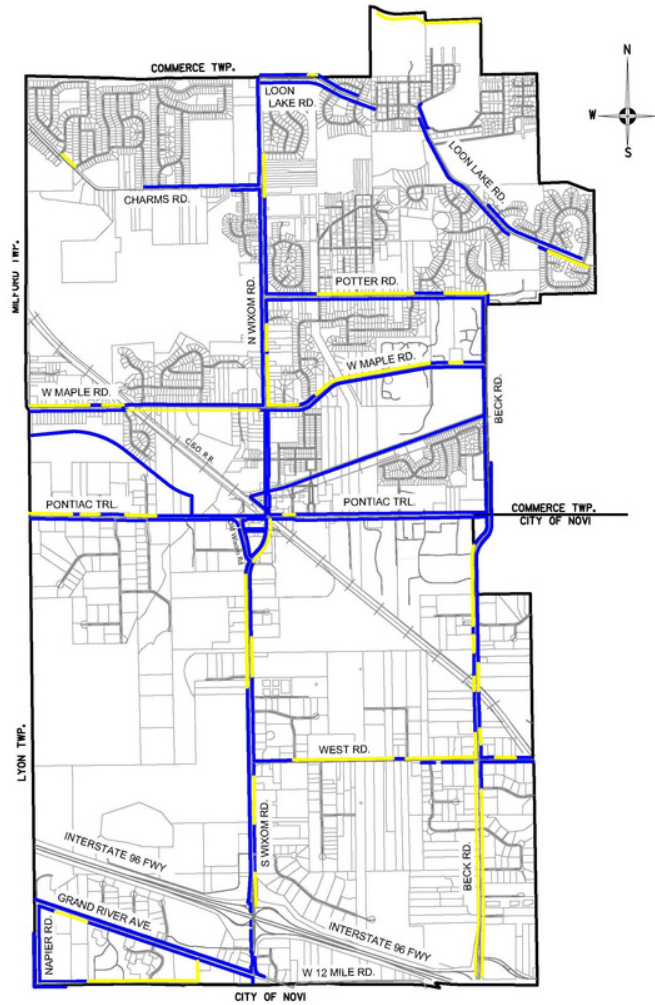 COMMERCE TWP.
N
W
E
S
LOON
LAKE RD.
LOON LAKE RD.
CHARMS RD.
MILFORD TWP.
N WIXOM RD.
POTTER RD.
W MAPLE RD.
W MAPLE RD.
BECK RD.
C.&O. R.R.
PONTIAC TRL.
PONTIAC TRL.
COMMERCE TWP.
CITY OF NOVI
LYON TWP.
WEST RD.
S WIXOM RD.
BECK RD.
INTERSTATE 96 FWY
GRAND RIVER AVE.
NAPIER RD.
INTERSTATE 96 FWY
W 12 MILE RD.
CITY OF NOVI